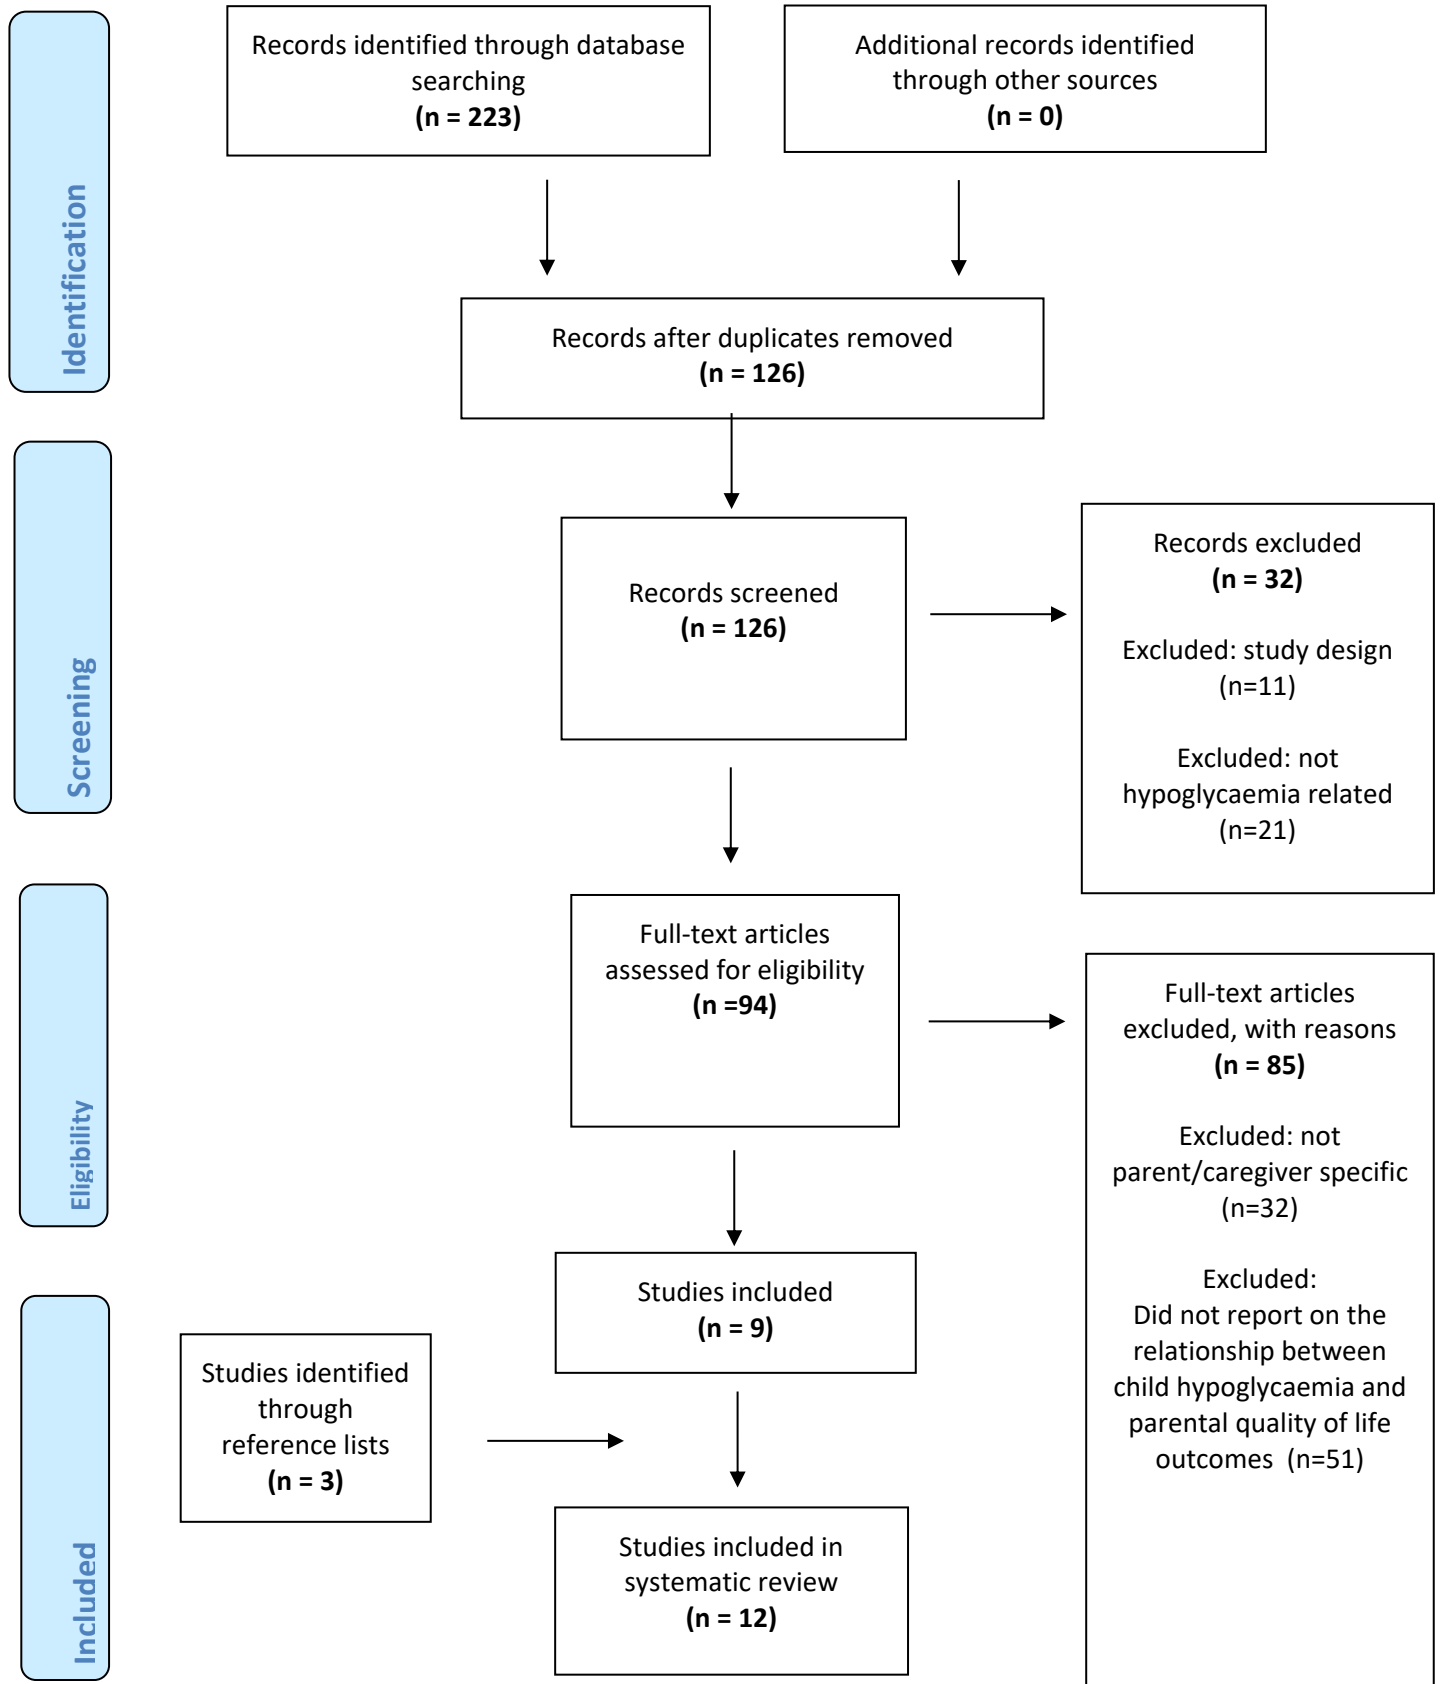 Identification
Records identified through database
searching
(n = 223)
Additional records identified
through other sources
(n = 0)
Records after duplicates removed
(n = 126)
Screening
Records screened
(n = 126)
Records excluded
(n = 32)
Excluded: study design
(n=11)
Excluded: not
hypoglycaemia related
(n=21)
Eligibility
Full-text articles
assessed for eligibility
(n =94)
Full-text articles
excluded, with reasons
(n = 85)
Excluded: not
parent/caregiver specific
(n=32)
Excluded:
Did not report on the
relationship between
child hypoglycaemia and
parental quality of life
outcomes  (n=51)
Included
Studies included
(n = 9)
Studies identified
through
reference lists
(n = 3)
Studies included in
systematic review
(n = 12)